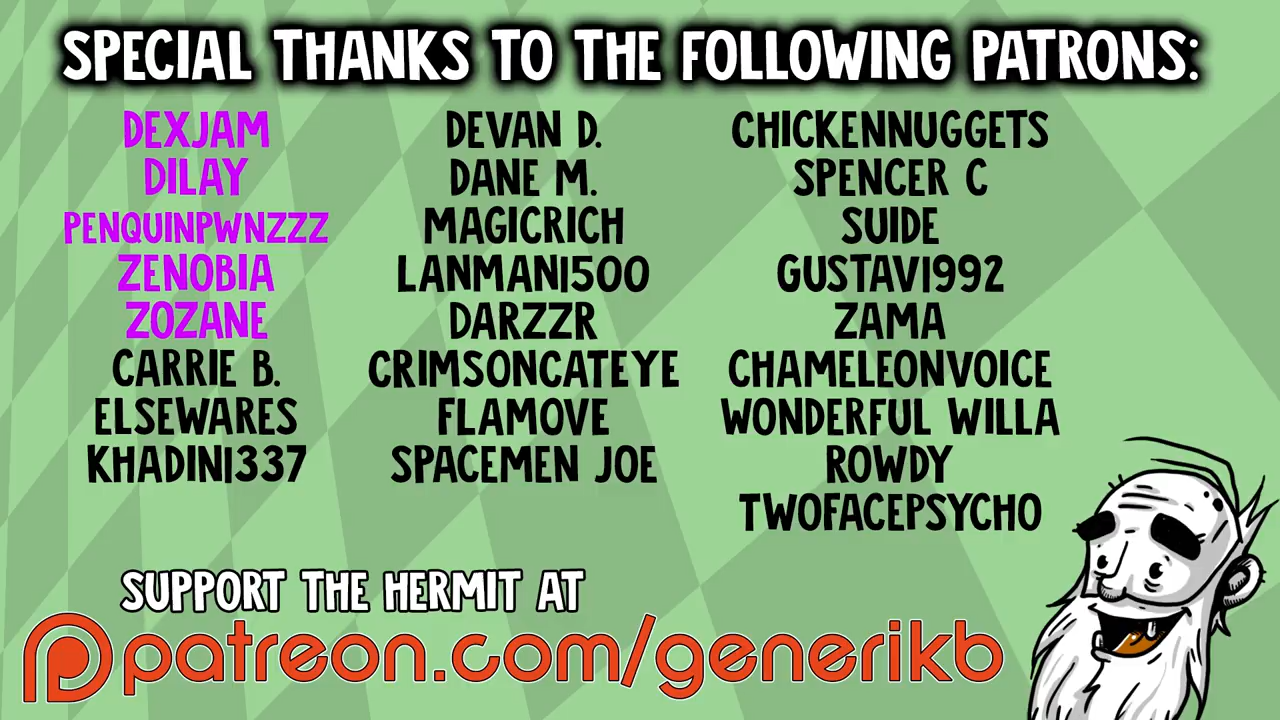 SPECIAL THANKS TO THE FOLLOWING PATRONS:
DEXJAM
DILAY
PENQUINPWNZZZ
ZENOBIA
ZOZANE
CARRIE B.
ELSEWARES
KHADIN1337
DEVAN D.
DANE M.
MAGICRICH
LANMAN1500
DARZZR
CRIMSONCATEYE
FLAMOVE
SPACEMEN JOE
CHICKENNUGGETS
SPENCER C
SUIDE
GUSTAV1992
ZAMA
CHAMELEONVOICE
WONDERFUL WILLA
ROWDY
TWOFACEPSYCHO
SUPPORT THE HERMIT AT
patreon.com/generikb